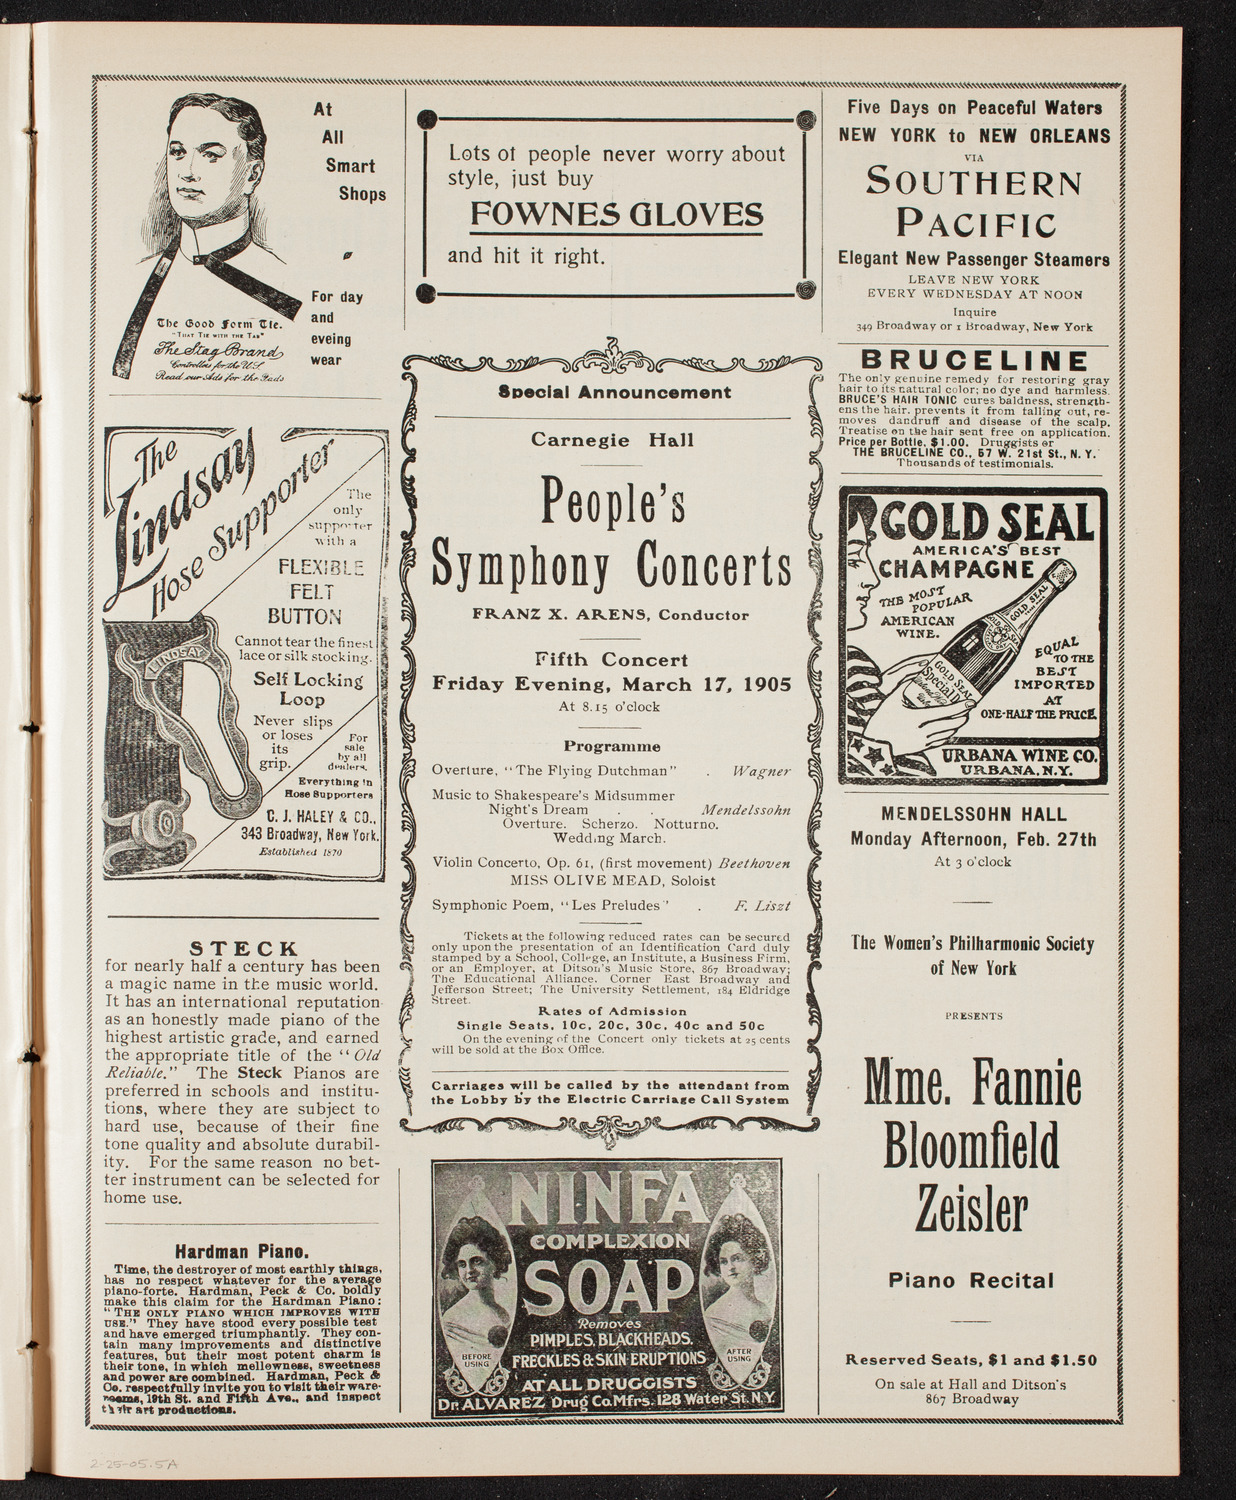 At
All
Smart
Shops
For day
and
eveing
wear
The Good Form Tie.
"THAT TIE WITH THE TAB"
The Stag Brand
Controllers for the U.S.
Read our Ads for the Fads
The
Lindsay
Hose Supporter
The
only
supporter
with a
FLEXIBLE
FELT
BUTTON
Cannot tear the finest
lace or silk stocking.
Self Locking
Loop
Never slips
or loses
its
grip.
For
sale
by all
dealers.
LINDSAY
Everything in
Hose Supporters
C. J. HALEY & CO.,
343 Broadway, New York.
Established 1870
STECK
for nearly half a century has been
a magic name in the music world.
It has an international reputation
as an honestly made piano of the
highest artistic grade, and earned
the appropriate title of the "Old
Reliable." The Steck Pianos are
preferred in schools and institu-
tions, where they are subject to
hard use, because of their fine
tone quality and absolute durabil-
ity. For the same reason no bet-
ter instrument can be selected for
home use.
Hardman Piano.
Time, the destroyer of most earthly things,
has no respect whatever for the average
piano-forte. Hardman, Peck & Co. boldly
make this claim for the Hardman Piano:
"THE ONLY PIANO WHICH IMPROVES WITH
USE." They have stood every possible test
and have emerged triumphantly. They con-
tain many improvements and distinctive
features, but their most potent charm is
their tone, in which mellowness, sweetness
and power are combined. Hardman, Peck &
Co. respectfully invite you to visit their ware-
rooms, 19th St. and Fifth Ave., and inspect
their art productions.
Lots of people never worry about
style, just buy
FOWNES GLOVES
and hit it right.
Special Announcement
Carnegie Hall
People's
Symphony Concerts
FRANZ X. ARENS, Conductor
Fifth Concert
Friday Evening, March 17, 1905
At 8.15 o'clock
Programme
Overture, "The Flying Dutchman" . Wagner
Music to Shakespeare's Midsummer
Night's Dream . . Mendelssohn
Overture. Scherzo. Notturno.
Wedding March.
Violin Concerto, Op. 61, (first movement) Beethoven
MISS OLIVE MEAD, Soloist
Symphonic Poem, "Les Preludes" . F. Liszt
Tickets at the following reduced rates can be secured
only upon the presentation of an Identification Card duly
stamped by a School, College, an Institute, a Business Firm,
or an Employer, at Ditson's Music Store, 867 Broadway;
The Educational Alliance, Corner East Broadway and
Jefferson Street; The University Settlement, 184 Eldridge
Street.
Rates of Admission
Single Seats, 10c, 20c, 30c, 40c and 50c
On the evening of the Concert only tickets at 25 cents
will be sold at the Box Office.
Carriages will be called by the attendant from
the Lobby by the Electric Carriage Call System
NINFA
COMPLEXION
SOAP
Removes
PIMPLES, BLACKHEADS,
FRECKLES & SKIN ERUPTIONS
BEFORE
USING
AFTER
USING
AT ALL DRUGGISTS
Dr. ALVAREZ Drug Co. Mfrs. 128 Water St. N.Y.
Five Days on Peaceful Waters
NEW YORK to NEW ORLEANS
VIA
SOUTHERN
PACIFIC
Elegant New Passenger Steamers
LEAVE NEW YORK
EVERY WEDNESDAY AT NOON
Inquire
349 Broadway or 1 Broadway, New York
BRUCELINE
The only genuine remedy for restoring gray
hair to its natural color; no dye and harmless.
BRUCE'S HAIR TONIC cures baldness, strength-
ens the hair, prevents it from falling out, re-
moves dandruff and disease of the scalp.
Treatise on the hair sent free on application.
Price per Bottle, $1.00. Druggists or
THE BRUCELINE CO., 57 W. 21st St., N. Y.
Thousands of testimonials.
GOLD SEAL
AMERICA'S BEST
CHAMPAGNE
THE MOST
POPULAR
AMERICAN
WINE.
GOLD SEAL
GOLD SEAL
Special Dry
EQUAL
TO THE
BEST
IMPORTED
AT
ONE-HALF THE PRICE.
URBANA WINE CO.
URBANA, N.Y.
MENDELSSOHN HALL
Monday Afternoon, Feb. 27th
At 3 o'clock
The Women's Philharmonic Society
of New York
PRESENTS
Mme. Fannie
Bloomfield
Zeisler
Piano Recital
Reserved Seats, $1 and $1.50
On sale at Hall and Ditson's
867 Broadway
2-25-05.5A